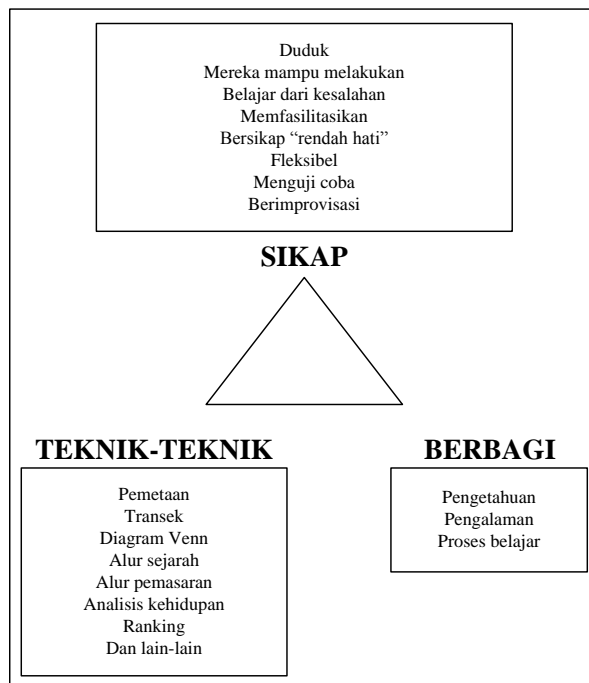 Duduk
Mereka mampu melakukan
Belajar dari kesalahan
Memfasilitasikan
Bersikap “rendah hati”
Fleksibel
Menguji coba
Berimprovisasi
SIKAP
TEKNIK-TEKNIK
Pemetaan
Transek
Diagram Venn
Alur sejarah
Alur pemasaran
Analisis kehidupan
Ranking
Dan lain-lain
BERBAGI
Pengetahuan
Pengalaman
Proses belajar